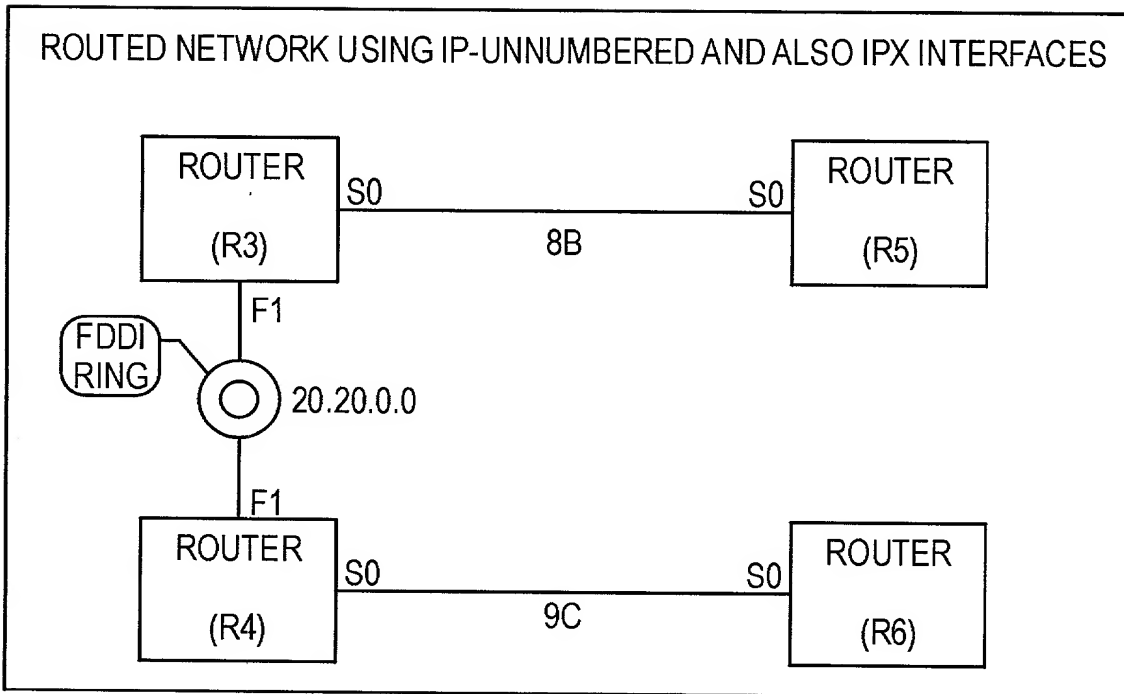 ROUTED NETWORK USING IP-UNNUMBERED AND ALSO IPX INTERFACES
ROUTER
(R3)
S0
8B
S0
ROUTER
(R5)
F1
FDDI
RING
20.20.0.0
F1
ROUTER
(R4)
S0
9C
S0
ROUTER
(R6)